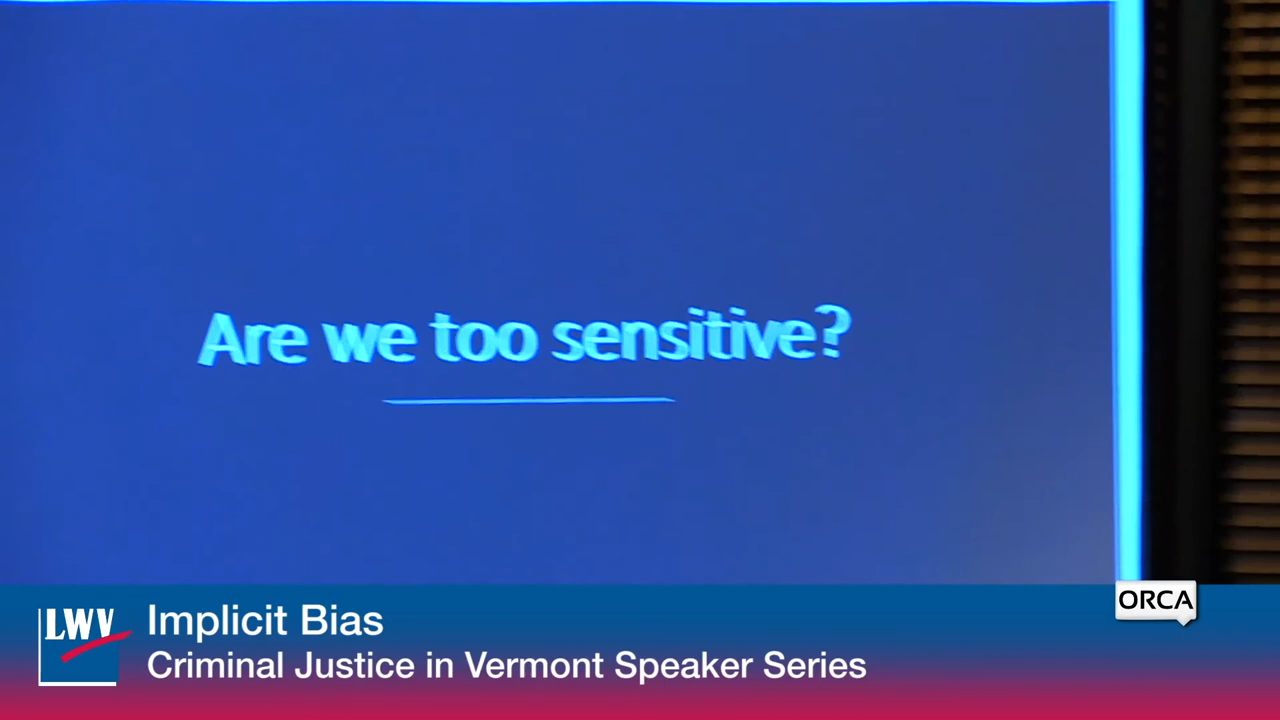 Are we too sensitive?
LWV
Implicit Bias
Criminal Justice in Vermont Speaker Series
ORCA